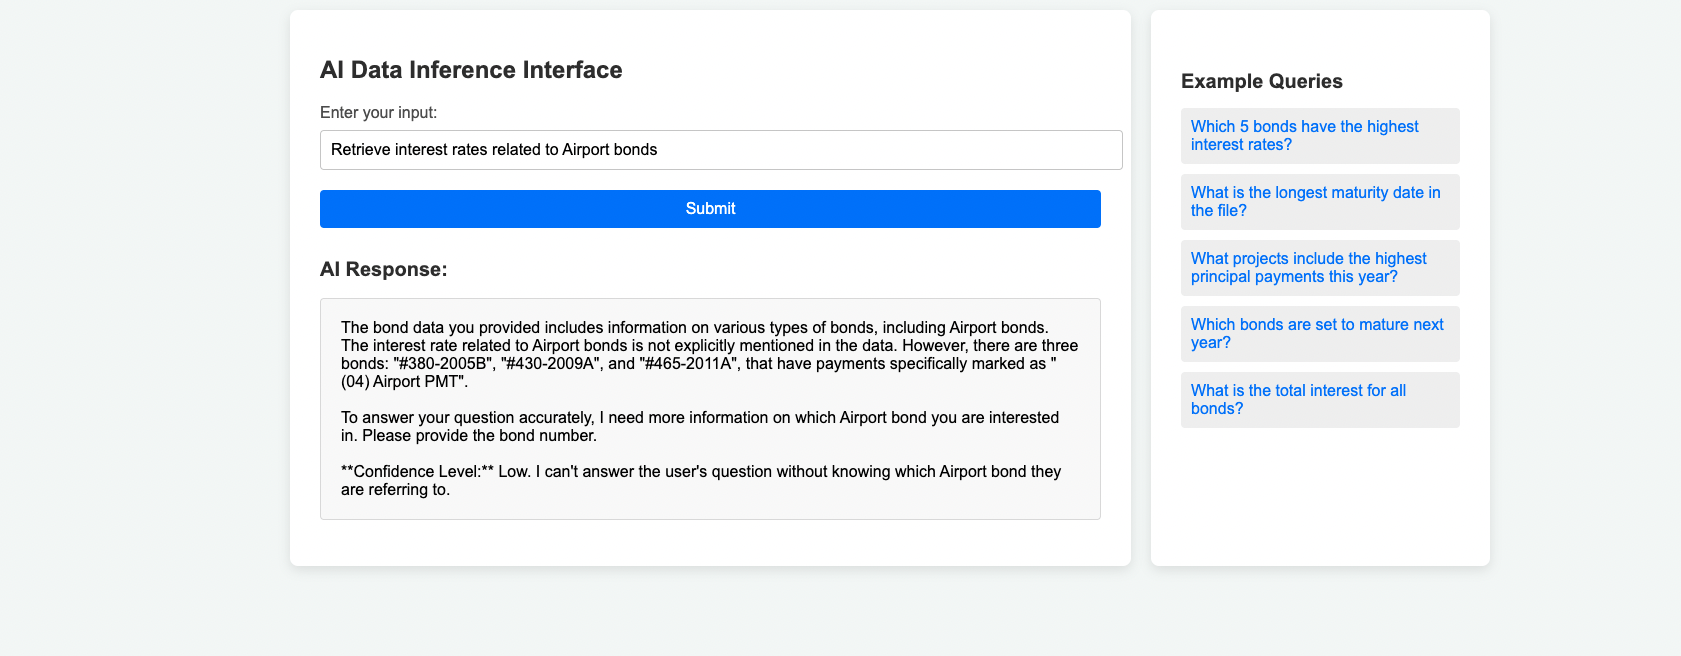 AI Data Inference Interface
Enter your input:
Retrieve interest rates related to Airport bonds
Submit
AI Response:
The bond data you provided includes information on various types of bonds, including Airport bonds.
The interest rate related to Airport bonds is not explicitly mentioned in the data. However, there are three
bonds: "#380-2005B", "#430-2009A", and "#465-2011A", that have payments specifically marked as "
(04) Airport PMT".
To answer your question accurately, I need more information on which Airport bond you are interested
in. Please provide the bond number.
**Confidence Level:** Low. I can't answer the user's question without knowing which Airport bond they
are referring to.
Example Queries
Which 5 bonds have the highest
interest rates?
What is the longest maturity date in
the file?
What projects include the highest
principal payments this year?
Which bonds are set to mature next
year?
What is the total interest for all
bonds?